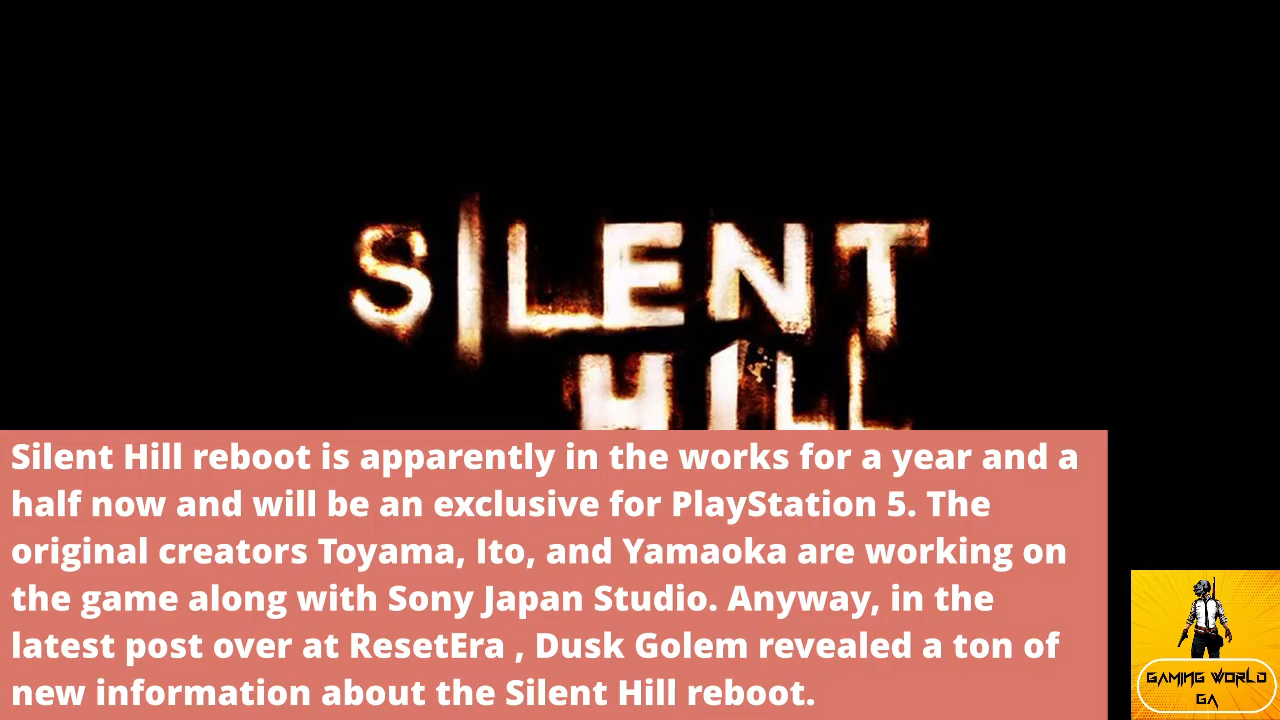 SILENT
HILL
Silent Hill reboot is apparently in the works for a year and a
half now and will be an exclusive for PlayStation 5. The
original creators Toyama, Ito, and Yamaoka are working on
the game along with Sony Japan Studio. Anyway, in the
latest post over at ResetEra , Dusk Golem revealed a ton of
new information about the Silent Hill reboot.
GAMING WORLD
GA